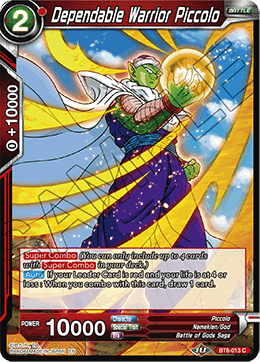 2
Dependable Warrior Piccolo
BATTLE
+10000
Super Combo (You can only include up to 4 cards
with Super Combo in your deck.)
Auto If your Leader Card is red and your life is at 4 or
less : When you combo with this card, draw 1 card.
POWER 10000
Character Piccolo
Special Trait Namekian/God
Era Battle of Gods Saga
BT8-013 C